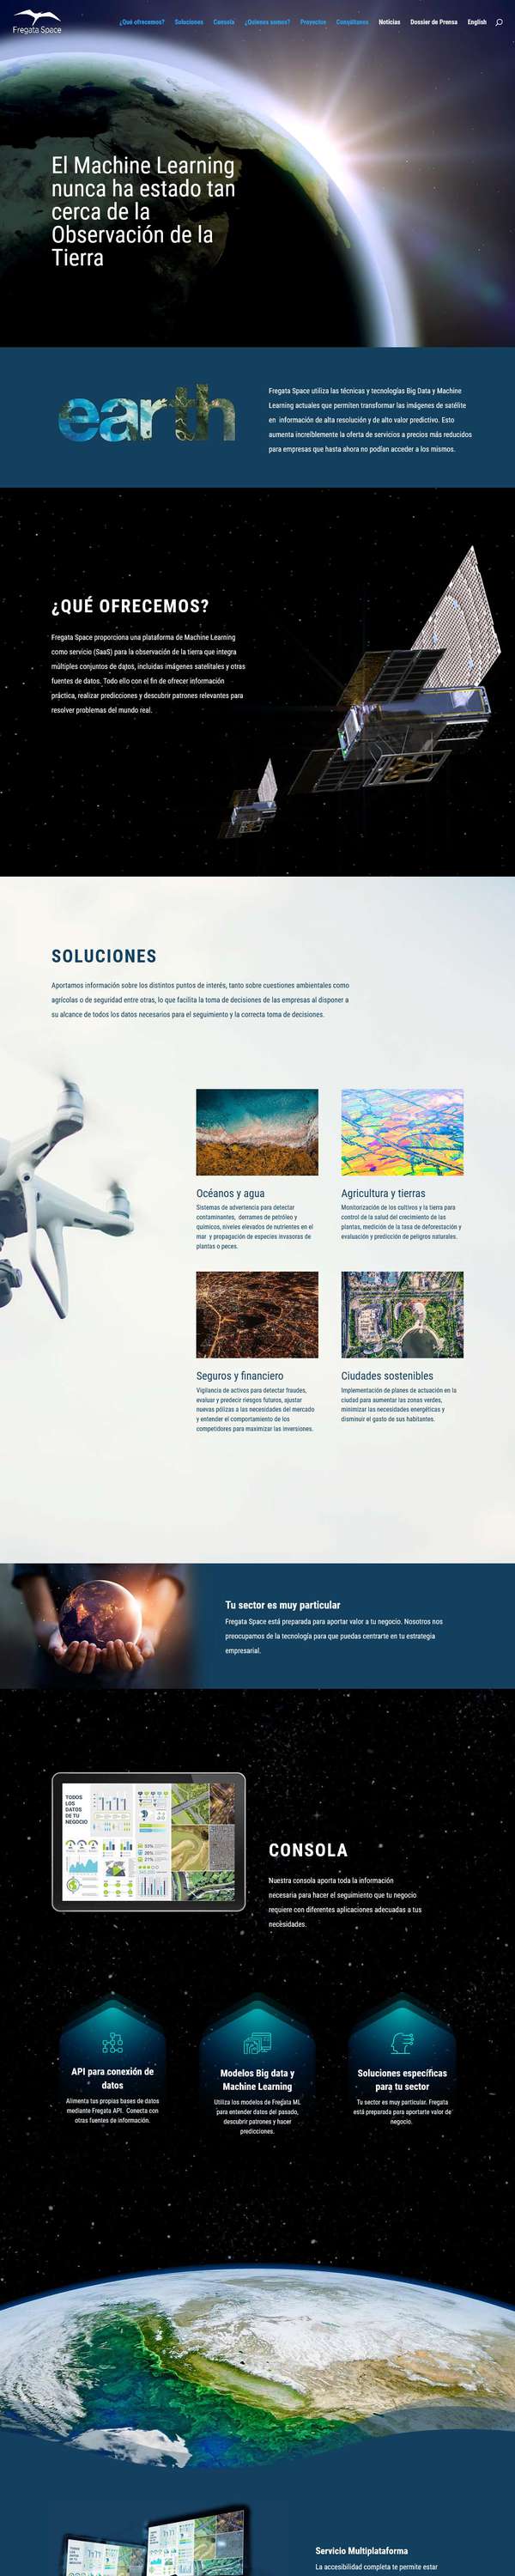 Fregata Space
¿Qué ofrecemos? Soluciones Consola ¿Quienes somos? Proyectos Consúltanos Noticias Dossier de Prensa English
El Machine Learning
nunca ha estado tan
cerca de la
Observación de la
Tierra
earth
Fregata Space utiliza las técnicas y tecnologías Big Data y Machine
Learning actuales que permiten transformar las imágenes de satélite
en información de alta resolución y de alto valor predictivo. Esto
aumenta increíblemente la oferta de servicios a precios más reducidos
para empresas que hasta ahora no podían acceder a los mismos.
¿QUÉ OFRECEMOS?
Fregata Space proporciona una plataforma de Machine Learning
como servicio (SaaS) para la observación de la tierra que integra
múltiples conjuntos de datos, incluidas imágenes satelitales y otras
fuentes de datos. Todo ello con el fin de ofrecer información
práctica, realizar predicciones y descubrir patrones relevantes para
resolver problemas del mundo real.
SOLUCIONES
Aportamos información sobre los distintos puntos de interés, tanto sobre cuestiones ambientales como
agrícolas o de seguridad entre otras, lo que facilita la toma de decisiones de las empresas al disponer a
su alcance de todos los datos necesarios para el seguimiento y la correcta toma de decisiones.
Océanos y agua
Sistemas de advertencia para detectar
contaminantes, derrames de petróleo y
químicos, niveles elevados de nutrientes en el
mar y propagación de especies invasoras de
plantas o peces.
Agricultura y tierras
Monitorización de los cultivos y la tierra para
control de la salud del crecimiento de las
plantas, medición de la tasa de deforestación y
evaluación y predicción de peligros naturales.
Seguros y financiero
Vigilancia de activos para detectar fraudes,
evaluar y predecir riesgos futuros, ajustar
nuevas pólizas a las necesidades del mercado
y entender el comportamiento de los
competidores para maximizar las inversiones.
Ciudades sostenibles
Implementación de planes de actuación en la
ciudad para aumentar las zonas verdes,
minimizar las necesidades energéticas y
disminuir el gasto de sus habitantes.
Tu sector es muy particular
Fregata Space está preparada para aportar valor a tu negocio. Nosotros nos
preocupamos de la tecnología para que puedas centrarte en tu estrategia
empresarial.
TODOS
LOS
DATOS
DE TU
NEGOCIO
CONSOLA
Nuestra consola aporta toda la información
necesaria para hacer el seguimiento que tu negocio
requiere con diferentes aplicaciones adecuadas a tus
necesidades.
API para conexión de
datos
Alimenta tus propias bases de datos
mediante Fregata API. Conecta con
otras fuentes de información.
Modelos Big data y
Machine Learning
Utiliza los modelos de Fregata ML
para entender datos del pasado,
descubrir patrones y hacer
predicciones.
Soluciones específicas
para tu sector
Tu sector es muy particular. Fregata
está preparada para aportarte valor de
negocio.
Servicio Multiplataforma
La accesibilidad completa te permite estar